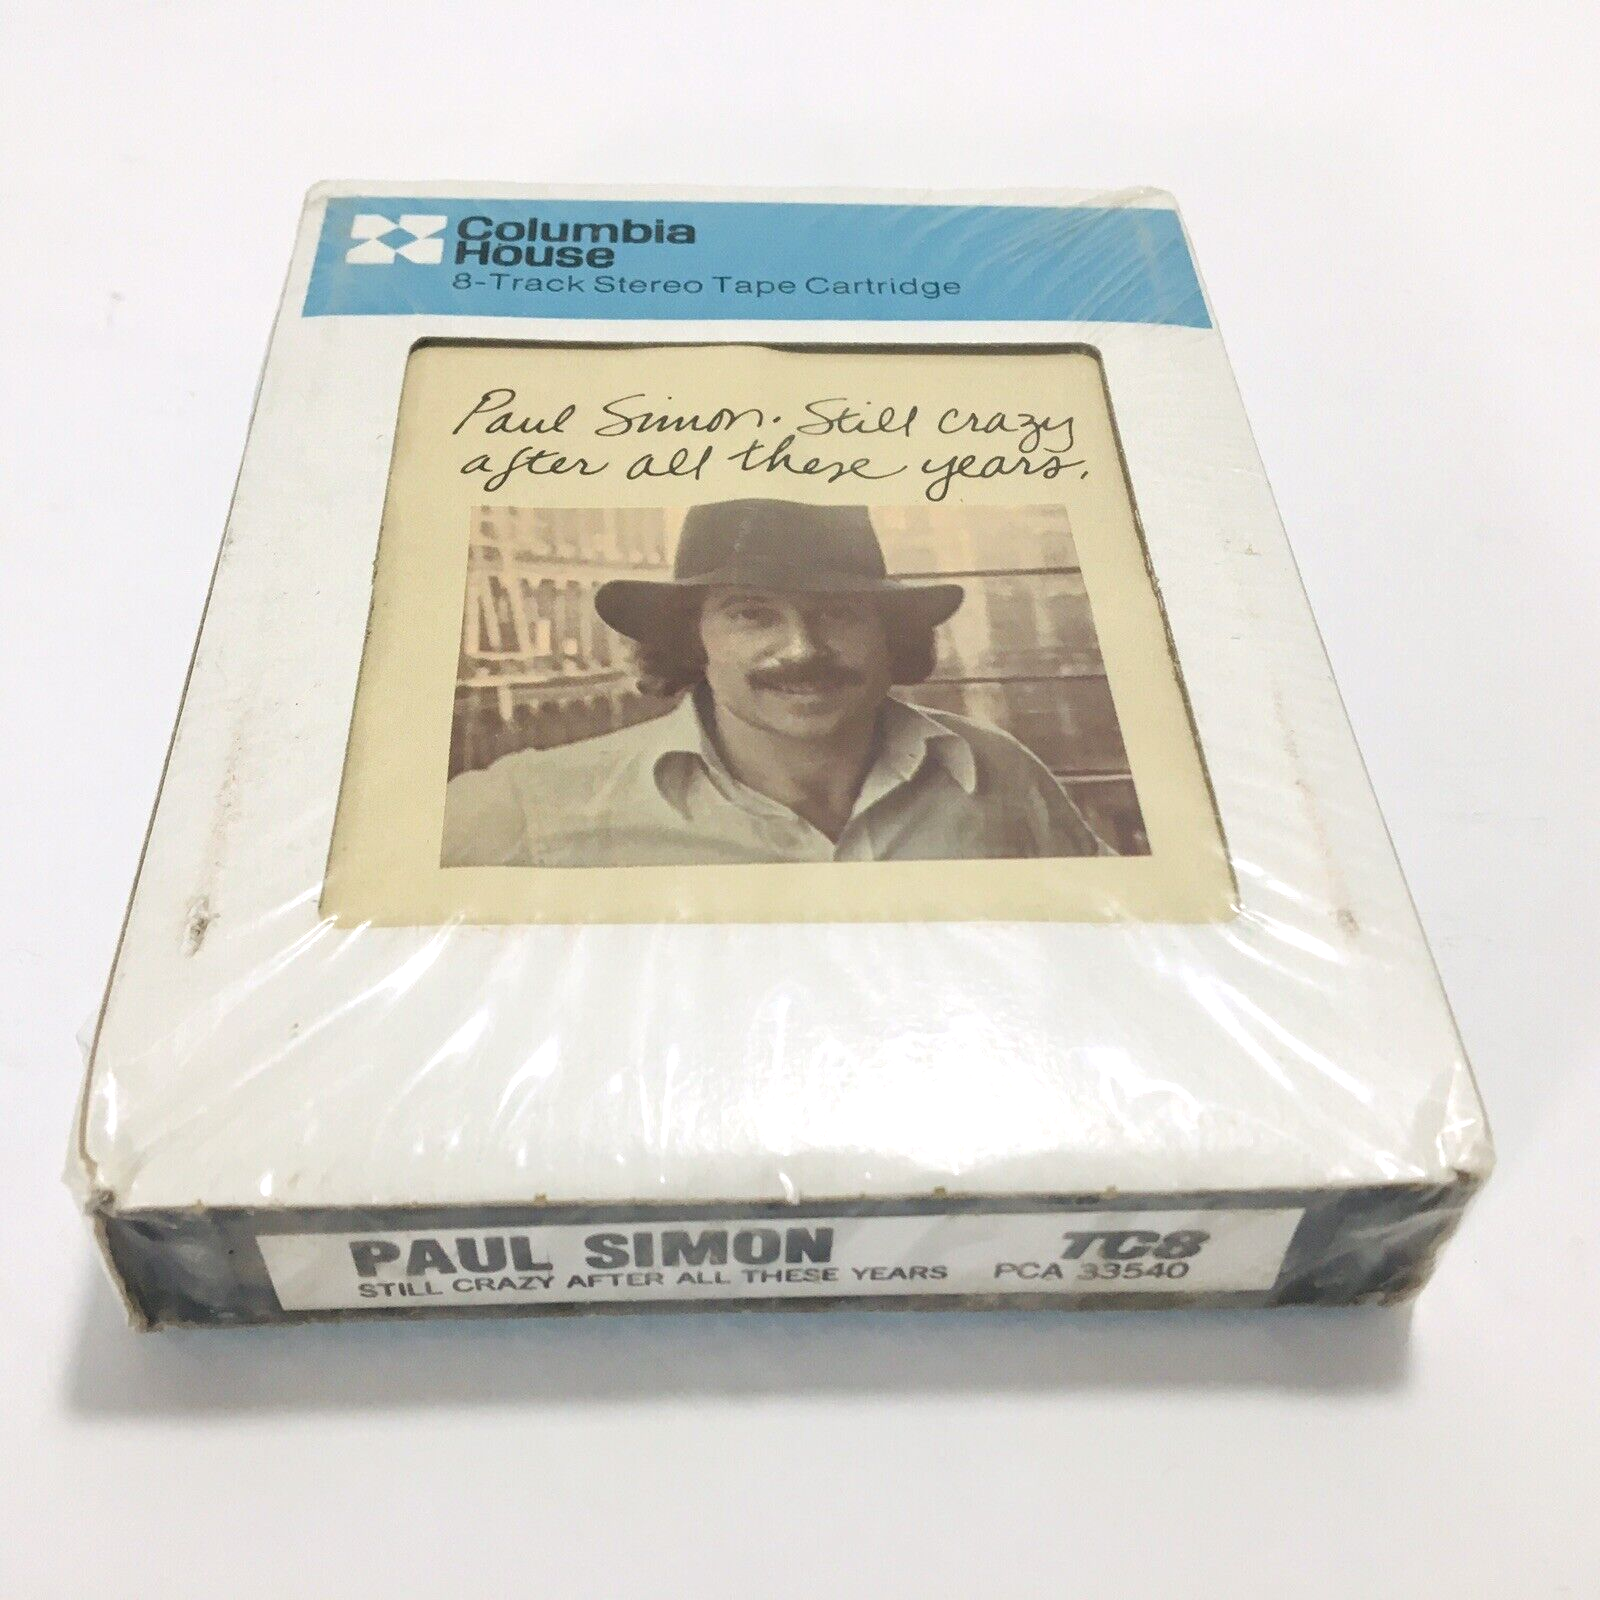 Columbia
House
8-Track Stereo Tape Cartridge
Paul Simon. Still crazy
after all these years.
PAUL SIMON TC8
STILL CRAZY AFTER ALL THESE YEARS PCA 33540